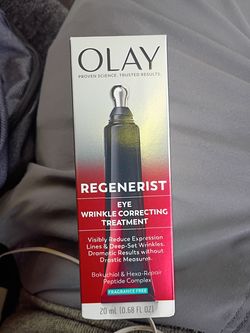 OLAY
PROVEN SCIENCE. TRUSTED RESULTS.
REGENERIST
EYE
WRINKLE CORRECTING
TREATMENT
Visibly Reduce Expression
Lines & Deep-Set Wrinkles.
Dramatic Results without
Drastic Measures.
Bakuchiol & Hexa-Repair
Peptide Complex
FRAGRANCE FREE
20 mL (0.68 FL OZ)